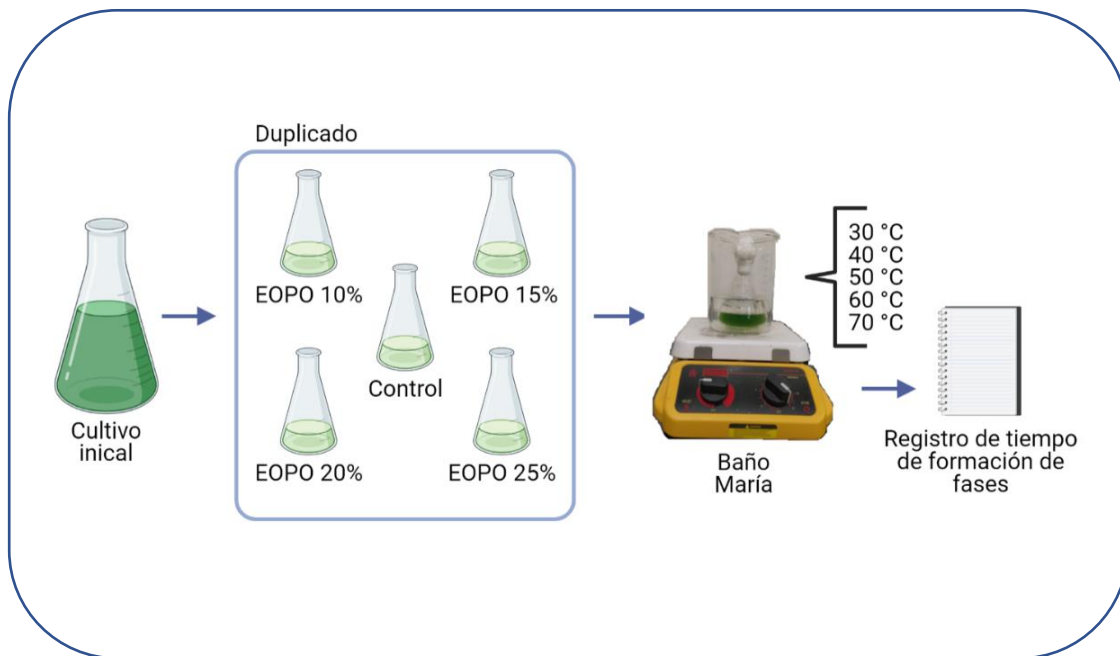 Duplicado
EOPO 10%
EOPO 15%
Control
EOPO 20%
EOPO 25%
Cultivo
inical
Baño
María
30 °C
40 °C
50 °C
60 °C
70 °C
Registro de tiempo
de formación de
fases